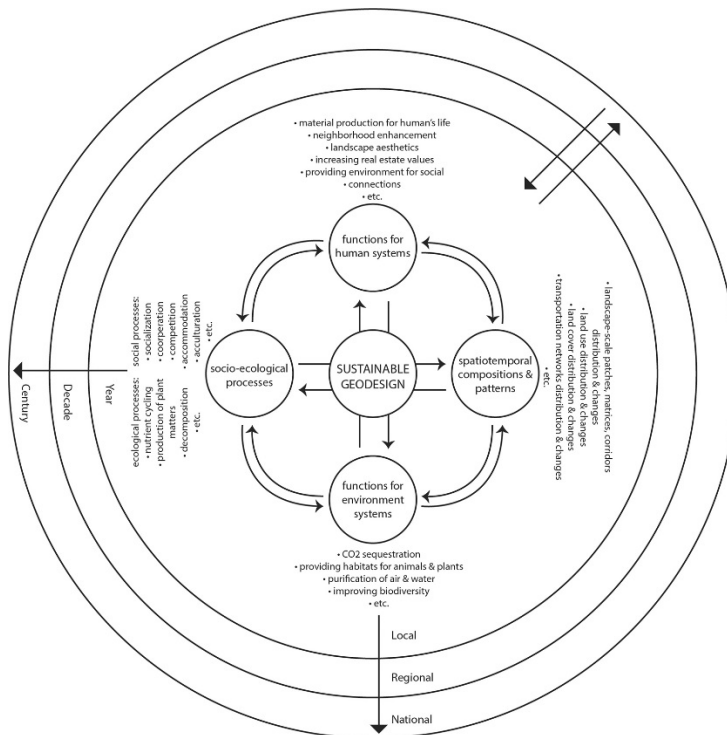 • material production for human's life
• neighborhood enhancement
• landscape aesthetics
• increasing real estate values
• providing environment for social
• connections
• etc.
functions for
human systems
social processes:
• socialization
• coorperation
• competition
• accommodation
• acculturation
• etc.
ecological processes:
• nutrient cycling
• production of plant
matters
• decomposition
• etc.
socio-ecological
processes
SUSTAINABLE
GEODESIGN
spatiotemporal
compositions &
patterns
• landscape-scale patches, matrices, corridors
distribution & changes
• land use distribution & changes
• land cover distribution & changes
• transportation networks distribution & changes
• etc.
functions for
environment
systems
• CO2 sequestration
• providing habitats for animals & plants
• purification of air & water
• improving biodiversity
• etc.
Century
Decade
Year
Local
Regional
National